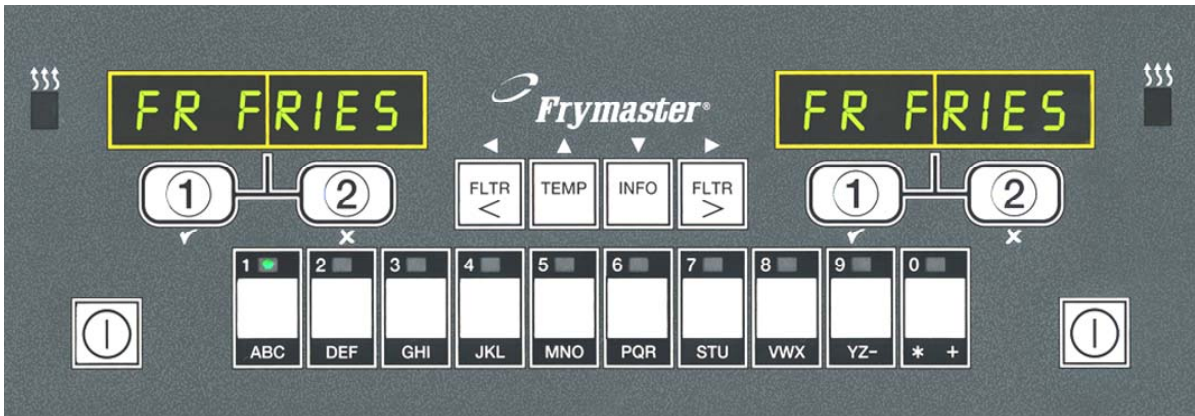 FR FRIES
Frymaster®
FR FRIES
1 2
FLTR < TEMP INFO FLTR >
1 2
1 2 3 4 5 6 7 8 9 0
ABC DEF GHI JKL MNO PQR STU VWX YZ- * +